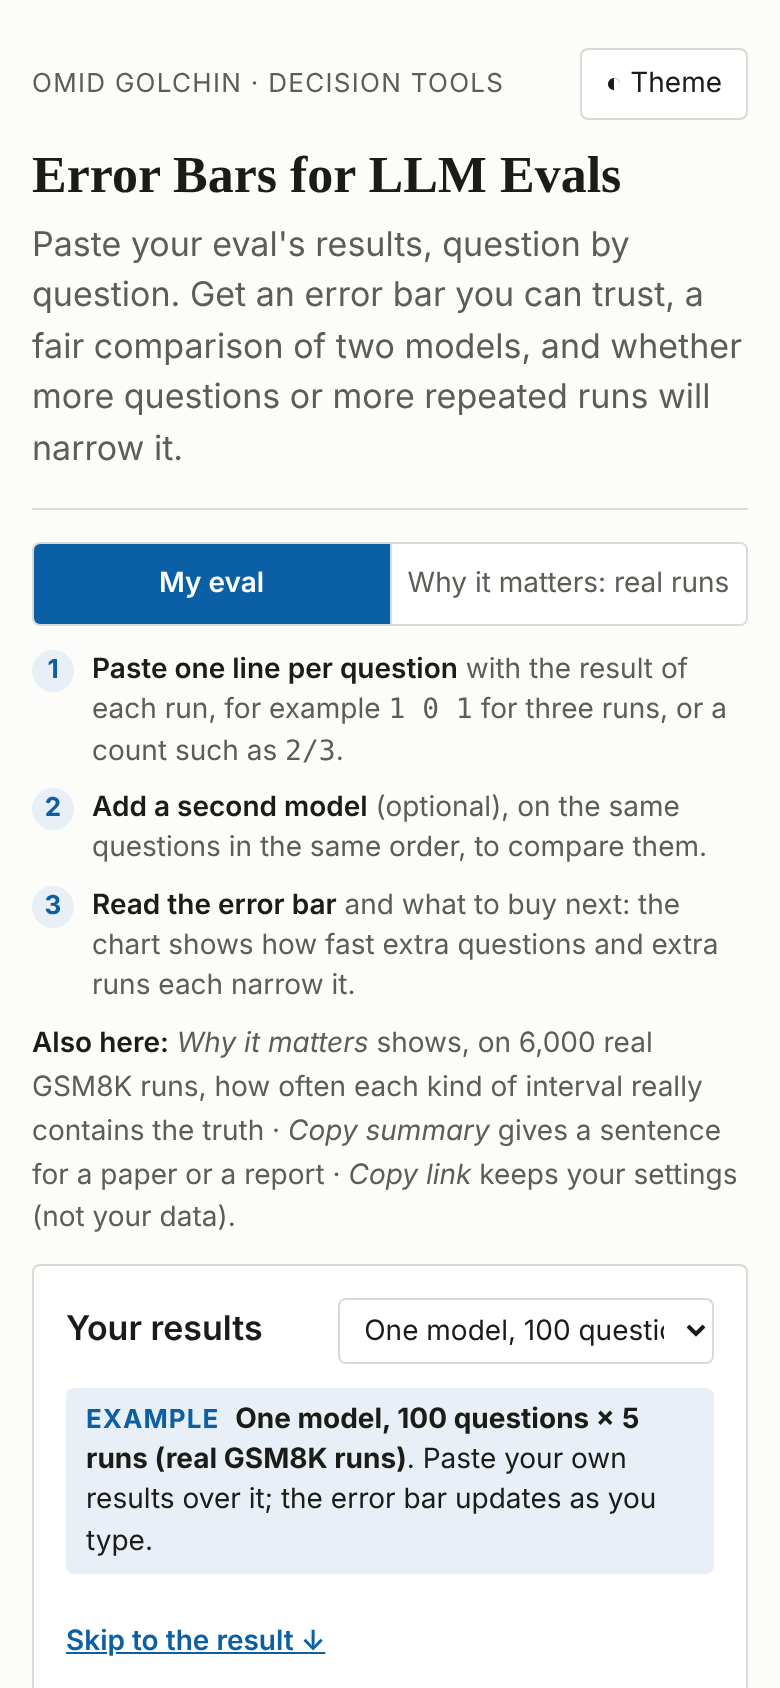 OMID GOLCHIN · DECISION TOOLS
Theme
Error Bars for LLM Evals
Paste your eval's results, question by
question. Get an error bar you can trust, a
fair comparison of two models, and whether
more questions or more repeated runs will
narrow it.
My eval
Why it matters: real runs
1 Paste one line per question with the result of
each run, for example 1 0 1 for three runs, or a
count such as 2/3.
2 Add a second model (optional), on the same
questions in the same order, to compare them.
3 Read the error bar and what to buy next: the
chart shows how fast extra questions and extra
runs each narrow it.
Also here: Why it matters shows, on 6,000 real
GSM8K runs, how often each kind of interval really
contains the truth · Copy summary gives a sentence
for a paper or a report · Copy link keeps your settings
(not your data).
Your results
One model, 100
EXAMPLE One model, 100 questions × 5
runs (real GSM8K runs). Paste your own
results over it; the error bar updates as you
type.
Skip to the result ↓